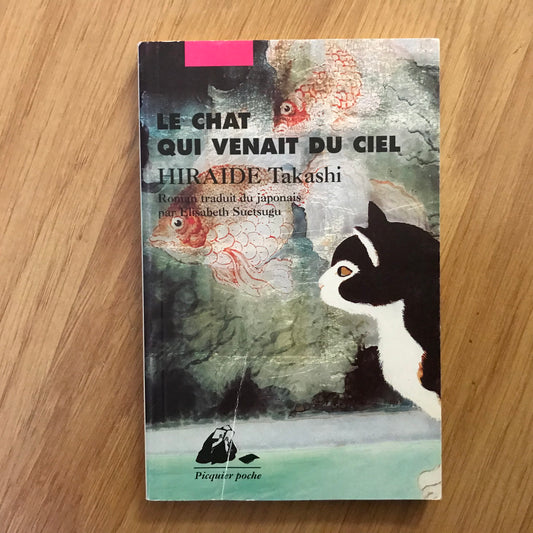 LE CHAT
QUI VENAIT DU CIEL
HIRAIDE Takashi
Roman traduit du japonais
par Elisabeth Suetsugu
Picquier poche